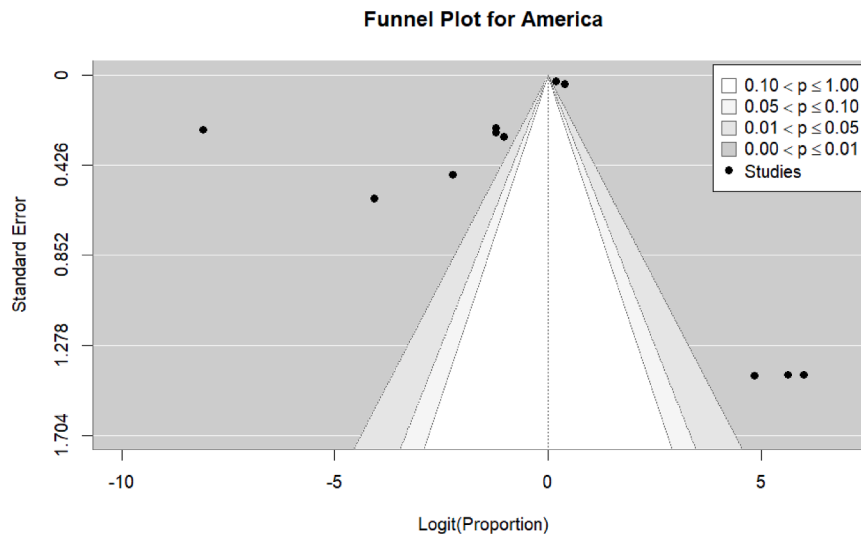 Funnel Plot for America
0.10 < p ≤ 1.00
0.05 < p ≤ 0.10
0.01 < p ≤ 0.05
0.00 < p ≤ 0.01
Studies
Standard Error
0
0.426
0.852
1.278
1.704
-10
-5
0
5
Logit(Proportion)